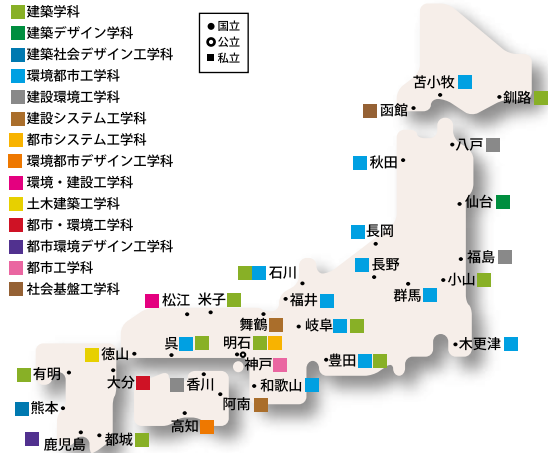 建築学科
建築デザイン学科
建築社会デザイン工学科
環境都市工学科
建設環境工学科
建設システム工学科
都市システム工学科
環境都市デザイン工学科
環境・建設工学科
土木建築工学科
都市・環境工学科
都市環境デザイン工学科
都市工学科
社会基盤工学科
国立
公立
私立
苫小牧
釧路
函館
八戸
秋田
仙台
長岡
福島
長野
石川
小山
群馬
福井
松江
米子
舞鶴
岐阜
木更津
呉
明石
徳山
神戸
豊田
有明
大分
香川
和歌山
熊本
阿南
高知
鹿児島
都城